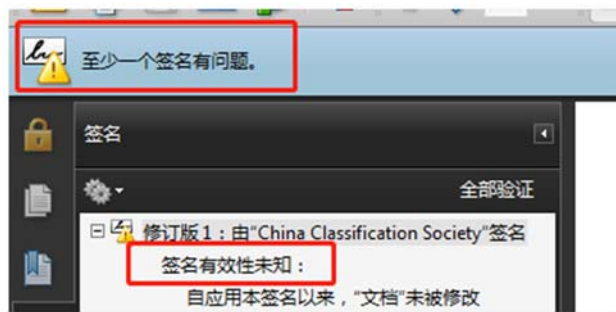 至少一个签名有问题。
签名
全部验证
修订版 1：由"China Classification Society"签名
签名有效性未知：
自应用本签名以来，"文档"未被修改